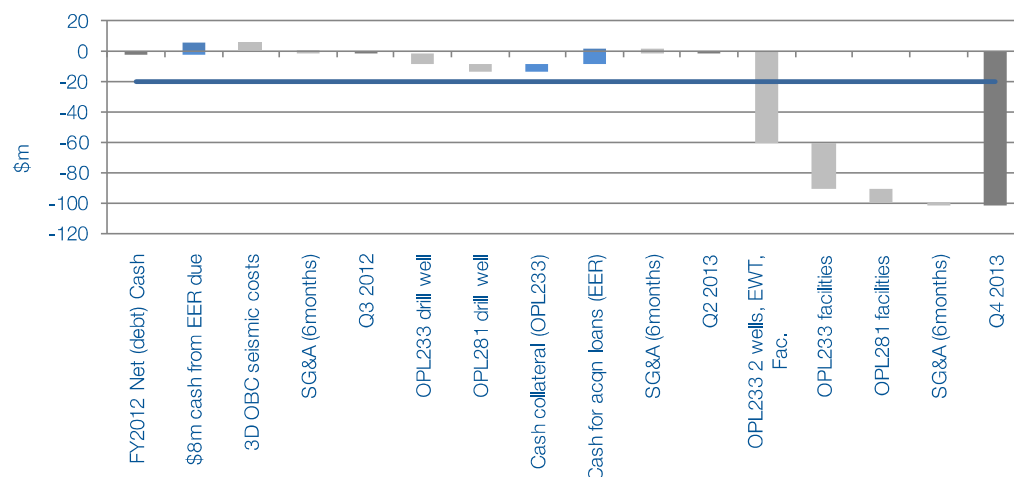 20
0
-20
-40
-60
-80
-100
-120
$m
FY2012 Net (debt) Cash
$8m cash from EER due
3D OBC seismic costs
SG&A (6months)
Q3 2012
OPL233 drill well
OPL281 drill well
Cash collateral (OPL233)
Cash for acqn loans (EER)
SG&A (6months)
Q2 2013
OPL233 2 wells, EWT,
Fac.
OPL233 facilities
OPL281 facilities
SG&A (6months)
Q4 2013